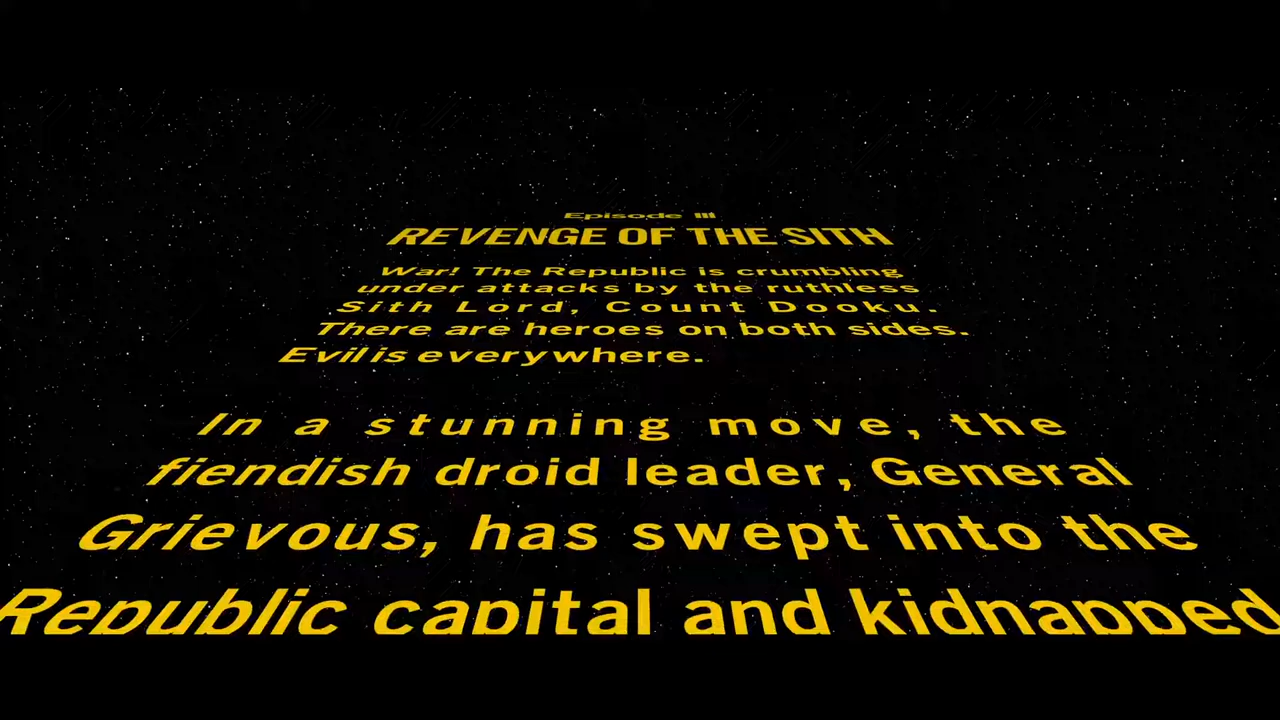 Episode III
REVENGE OF THE SITH
War! The Republic is crumbling
under attacks by the ruthless
Sith Lord, Count Dooku.
There are heroes on both sides.
Evil is everywhere.
In a stunning move, the
fiendish droid leader, General
Grievous, has swept into the
Republic capital and kidnapped